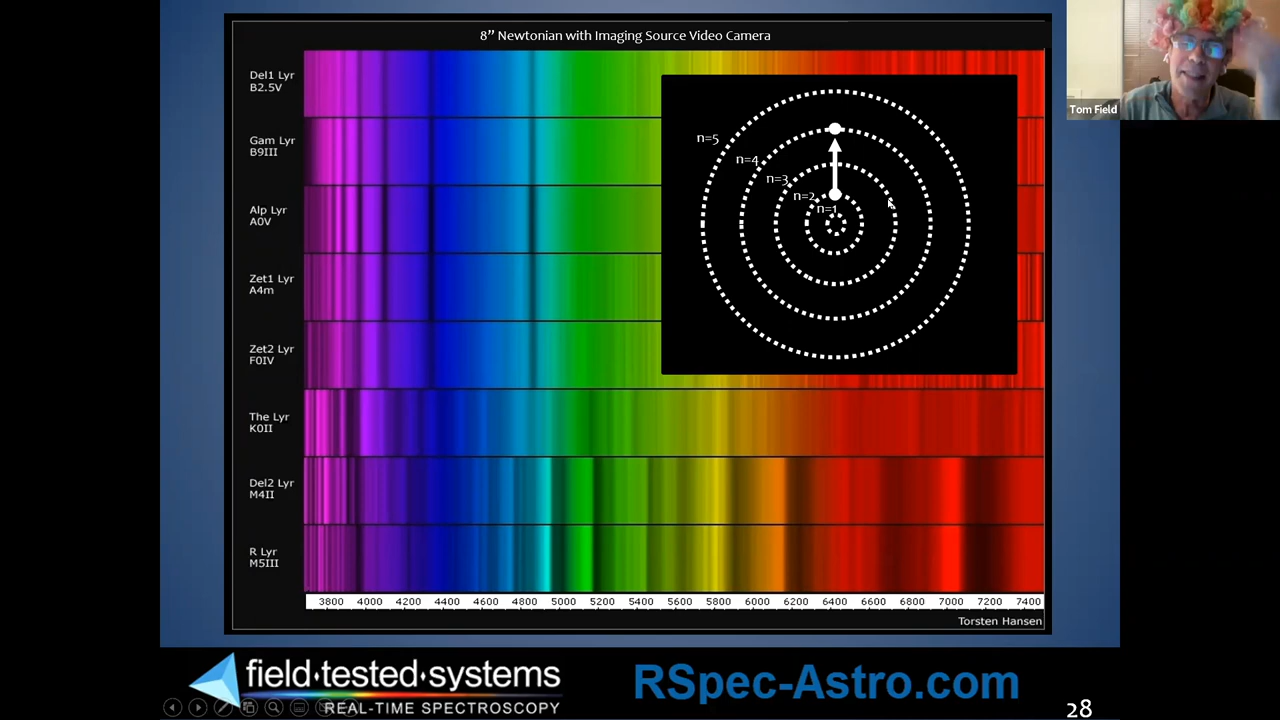 8” Newtonian with Imaging Source Video Camera
Tom Field
Del1 Lyr
B2.5V
Gam Lyr
B9III
Alp Lyr
A0V
Zet1 Lyr
A4m
Zet2 Lyr
F0IV
The Lyr
K0II
Del2 Lyr
M4II
R Lyr
M5III
n=5
n=4
n=3
n=2
n=1
3800 4000 4200 4400 4600 4800 5000 5200 5400 5600 5800 6000 6200 6400 6600 6800 7000 7200 7400
Torsten Hansen
field·tested·systems
REAL-TIME SPECTROSCOPY
RSpec-Astro.com
28